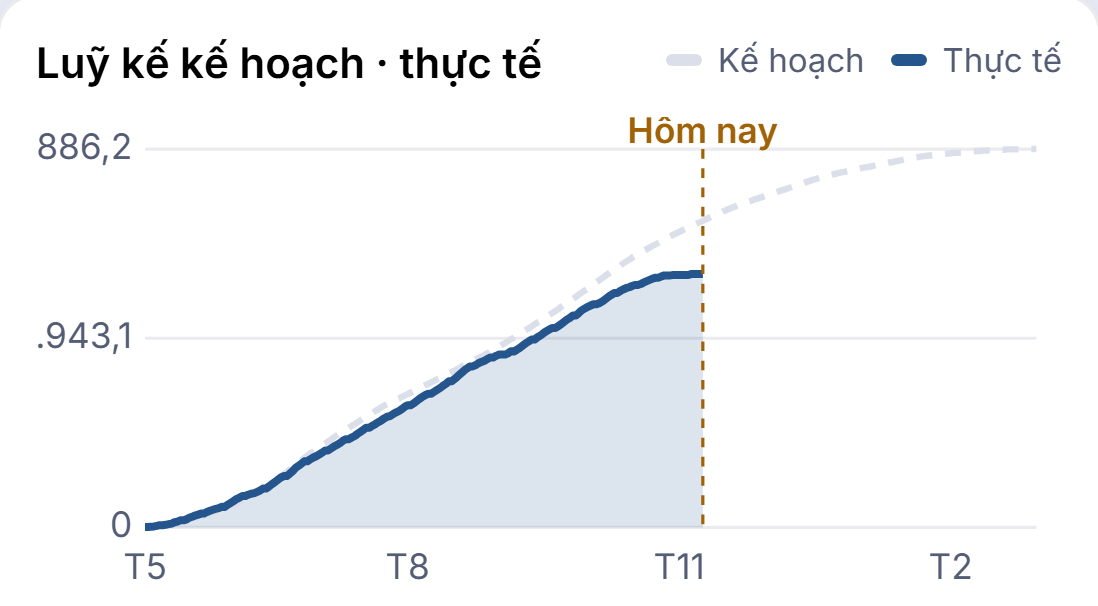 Luỹ kế kế hoạch · thực tế
Kế hoạch
Thực tế
Hôm nay
886,2
.943,1
0
T5
T8
T11
T2